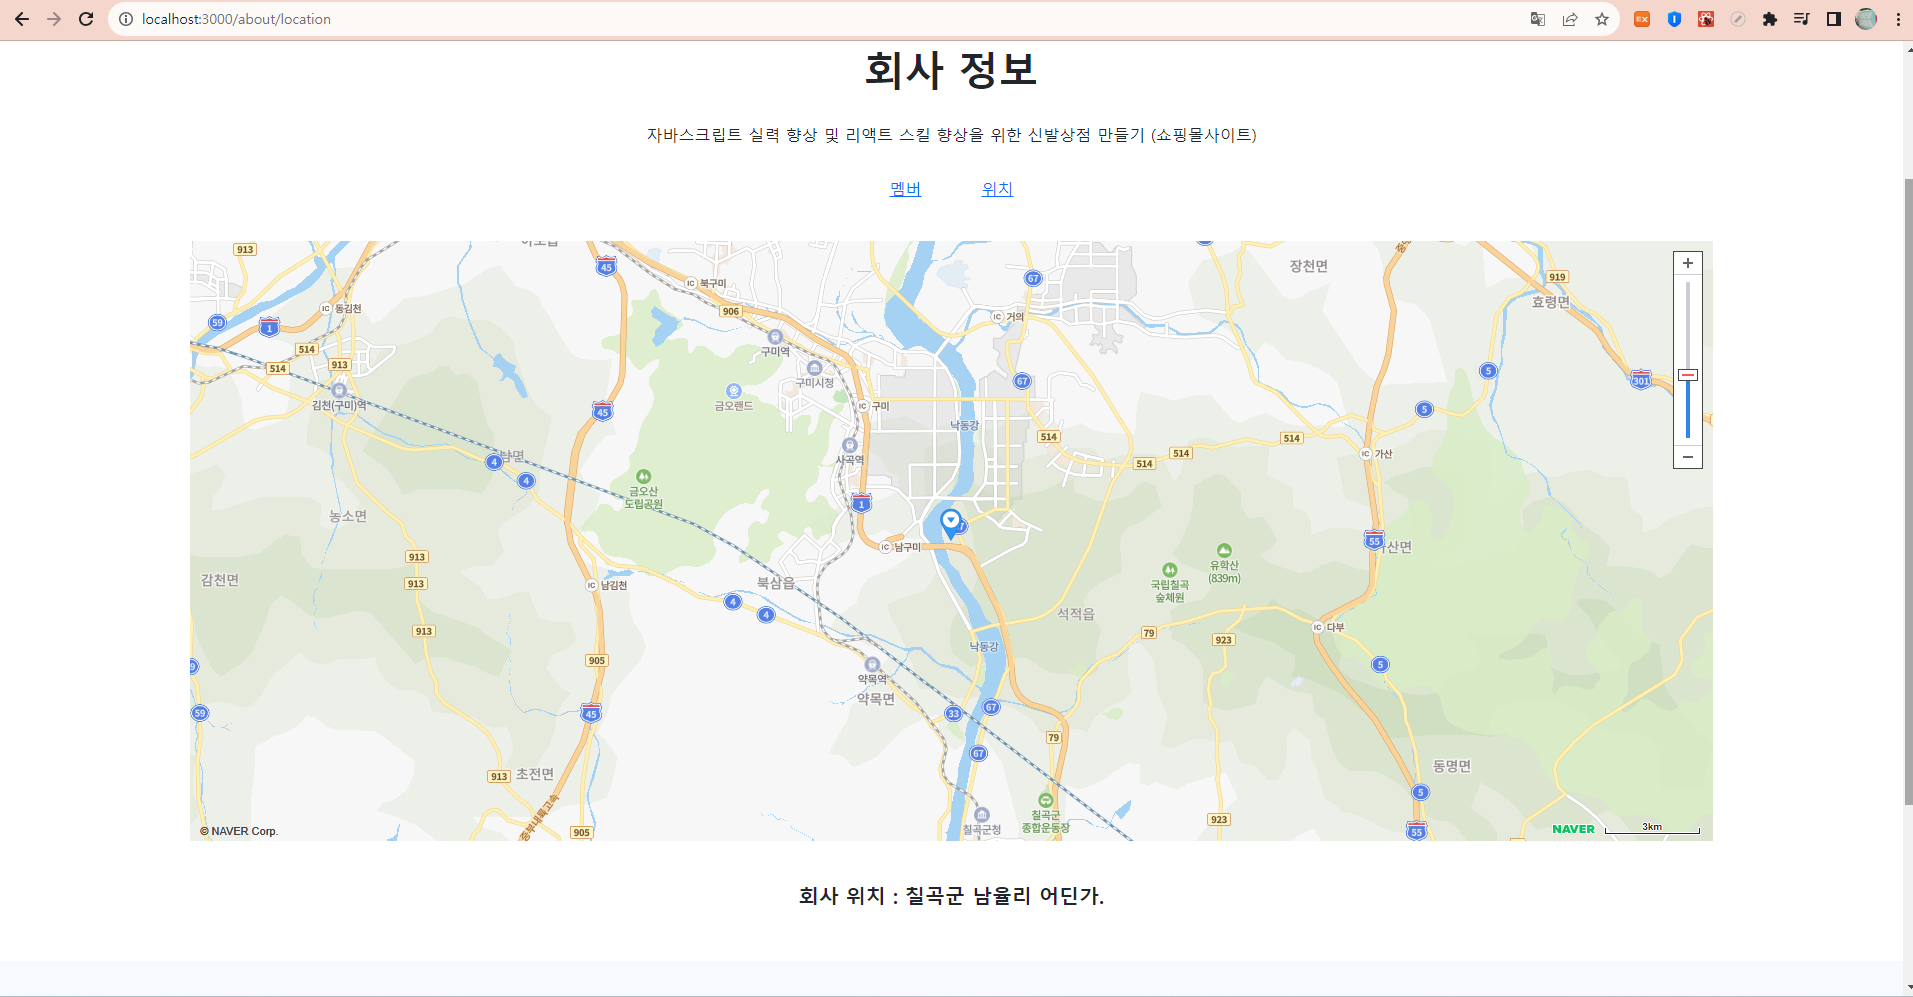 localhost:3000/about/location
회사 정보
자바스크립트 실력 향상 및 리액트 스킬 향상을 위한 신발상점 만들기 (쇼핑몰사이트)
멤버 위치
913
45
북구미
67
장천면
919
효령면
동김천
59
1
906
거의
구미역
514
913
514
구미시청
67
5
301
김천(구미)역
금오랜드
45
구미
5
낙동강
514
514
514
사곡역
가산
4
남면
4
금오산
도립공원
1
농소면
남구미
55
913
유학산
(839m)
국립칠곡
숲체원
감천면
913
북삼읍
남김천
4
4
석적읍
913
79
923
다부
낙동강
905
5
약목역
약목면
59
45
33
67
79
67
동명면
913
초전면
5
중부내륙고속
905
칠곡군청
칠곡군
종합운동장
923
55
© NAVER Corp.
NAVER
3km
회사 위치 : 칠곡군 남율리 어딘가.